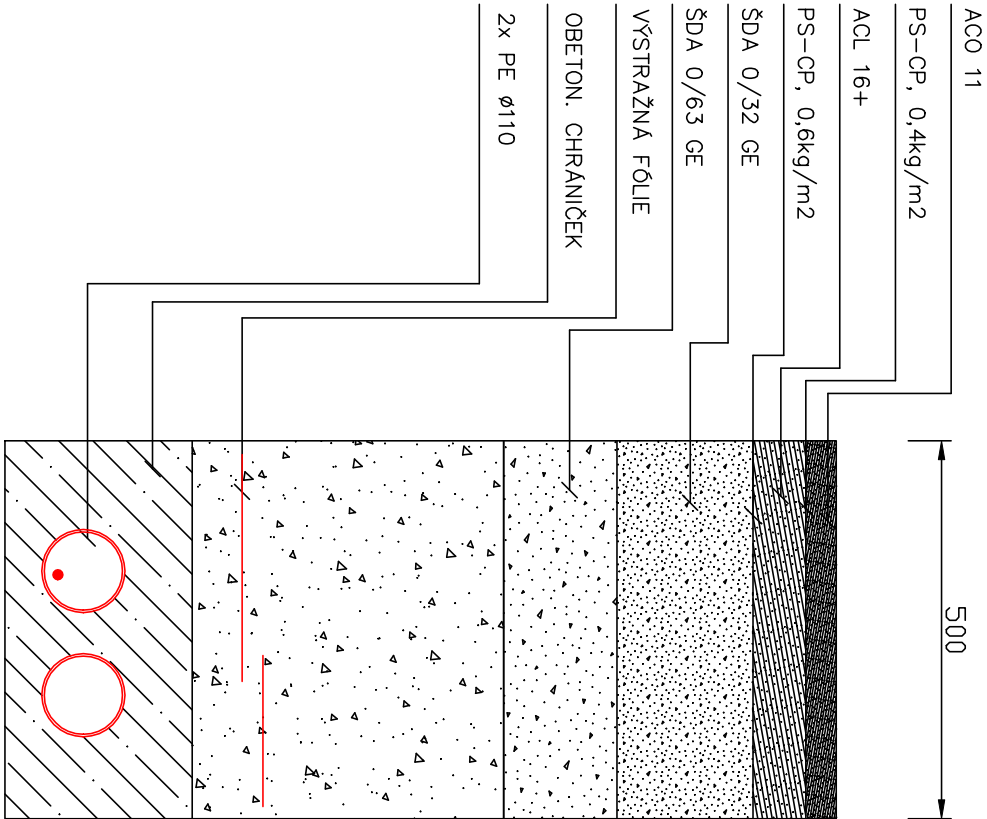 ACO 11
PS-CP, 0,4kg/m2
ACL 16+
PS-CP, 0,6kg/m2
ŠDA 0/32 GE
ŠDA 0/63 GE
VÝSTRAŽNÁ FÓLIE
OBETON. CHRÁNIČEK
2x PE ø110
500